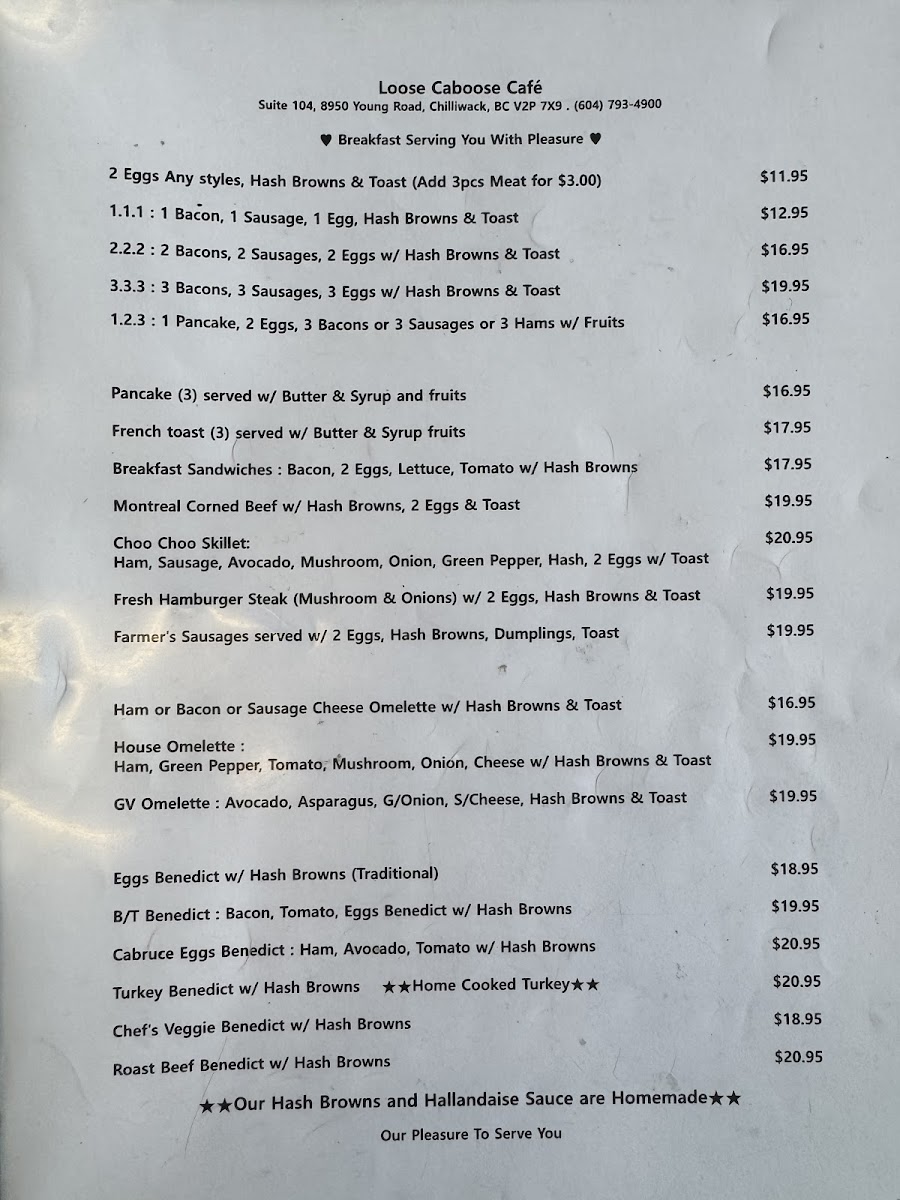 Loose Caboose Café
Suite 104, 8950 Young Road, Chilliwack, BC V2P 7X9 . (604) 793-4900
♥ Breakfast Serving You With Pleasure ♥
2 Eggs Any styles, Hash Browns & Toast (Add 3pcs Meat for $3.00) $11.95
1.1.1 : 1 Bacon, 1 Sausage, 1 Egg, Hash Browns & Toast $12.95
2.2.2 : 2 Bacons, 2 Sausages, 2 Eggs w/ Hash Browns & Toast $16.95
3.3.3 : 3 Bacons, 3 Sausages, 3 Eggs w/ Hash Browns & Toast $19.95
1.2.3 : 1 Pancake, 2 Eggs, 3 Bacons or 3 Sausages or 3 Hams w/ Fruits $16.95
Pancake (3) served w/ Butter & Syrup and fruits $16.95
French toast (3) served w/ Butter & Syrup fruits $17.95
Breakfast Sandwiches : Bacon, 2 Eggs, Lettuce, Tomato w/ Hash Browns $17.95
Montreal Corned Beef w/ Hash Browns, 2 Eggs & Toast $19.95
Choo Choo Skillet: $20.95
Ham, Sausage, Avocado, Mushroom, Onion, Green Pepper, Hash, 2 Eggs w/ Toast
Fresh Hamburger Steak (Mushroom & Onions) w/ 2 Eggs, Hash Browns & Toast $19.95
Farmer's Sausages served w/ 2 Eggs, Hash Browns, Dumplings, Toast $19.95
Ham or Bacon or Sausage Cheese Omelette w/ Hash Browns & Toast $16.95
House Omelette : $19.95
Ham, Green Pepper, Tomato, Mushroom, Onion, Cheese w/ Hash Browns & Toast
GV Omelette : Avocado, Asparagus, G/Onion, S/Cheese, Hash Browns & Toast $19.95
Eggs Benedict w/ Hash Browns (Traditional) $18.95
B/T Benedict : Bacon, Tomato, Eggs Benedict w/ Hash Browns $19.95
Cabruce Eggs Benedict : Ham, Avocado, Tomato w/ Hash Browns $20.95
Turkey Benedict w/ Hash Browns ★★Home Cooked Turkey★★ $20.95
Chef's Veggie Benedict w/ Hash Browns $18.95
Roast Beef Benedict w/ Hash Browns $20.95
★★Our Hash Browns and Hallandaise Sauce are Homemade★★
Our Pleasure To Serve You